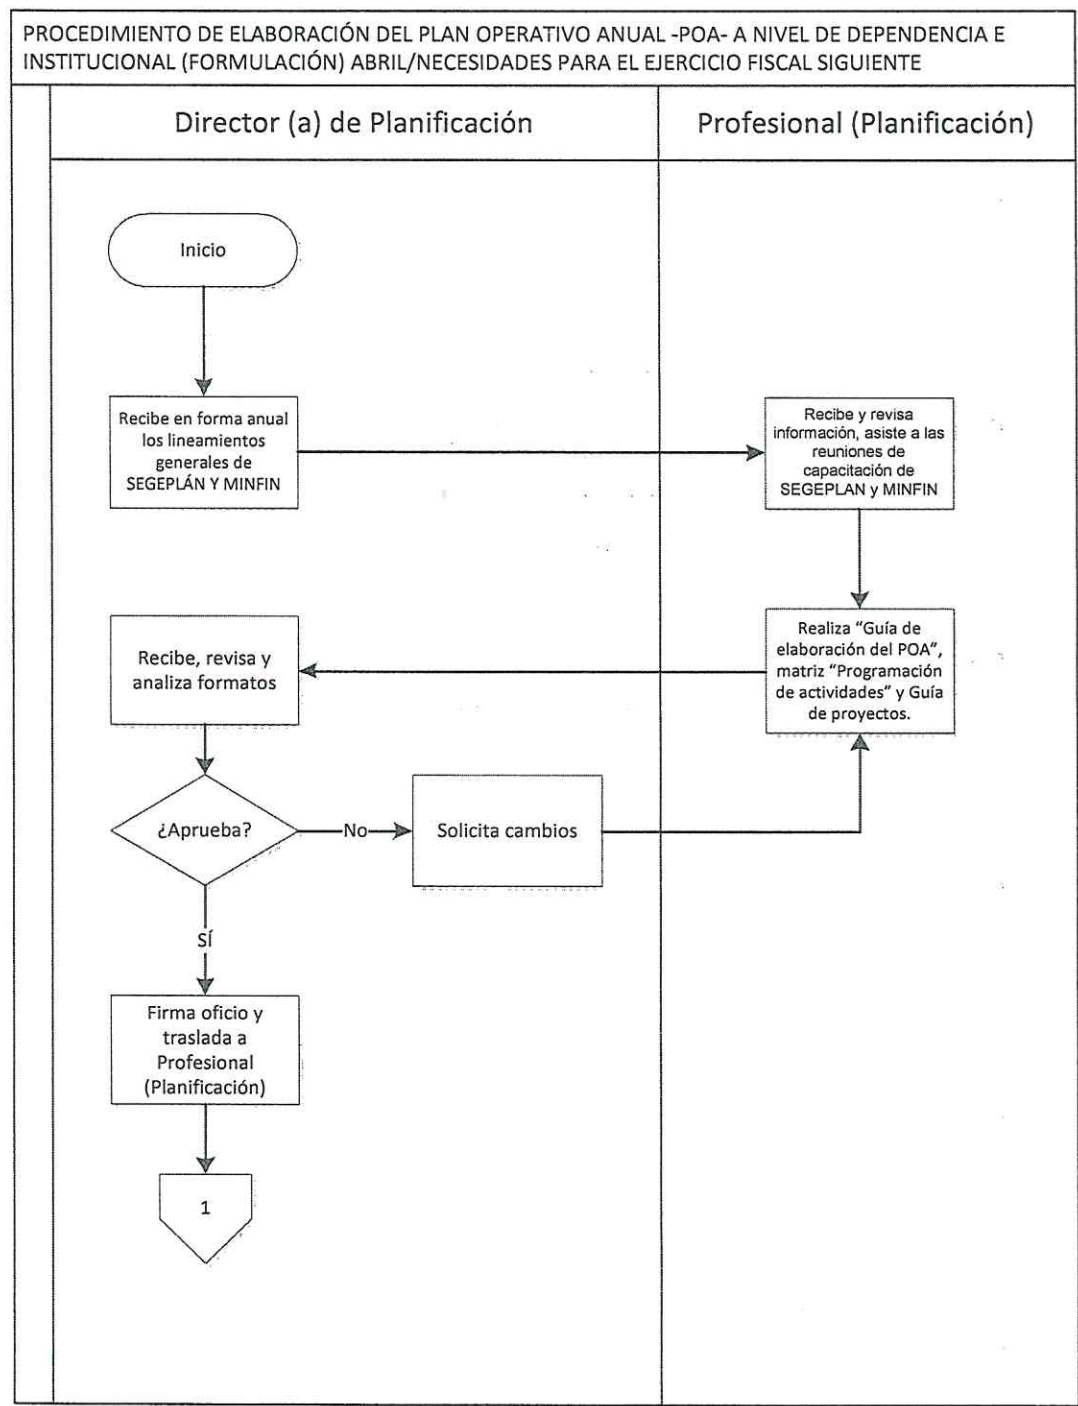 PROCEDIMIENTO DE ELABORACIÓN DEL PLAN OPERATIVO ANUAL -POA- A NIVEL DE DEPENDENCIA E
INSTITUCIONAL (FORMULACIÓN) ABRIL/NECESIDADES PARA EL EJERCICIO FISCAL SIGUIENTE
Director (a) de Planificación
Profesional (Planificación)
Inicio
Recibe en forma anual
los lineamientos
generales de
SEGEPLÁN Y MINFIN
Recibe y revisa
información, asiste a las
reuniones de
capacitación de
SEGEPLAN y MINFIN
Realiza “Guía de
elaboración del POA”,
matriz “Programación
de actividades” y Guía
de proyectos.
Recibe, revisa y
analiza formatos
¿Aprueba?
No
Solicita cambios
SÍ
Firma oficio y
traslada a
Profesional
(Planificación)
1